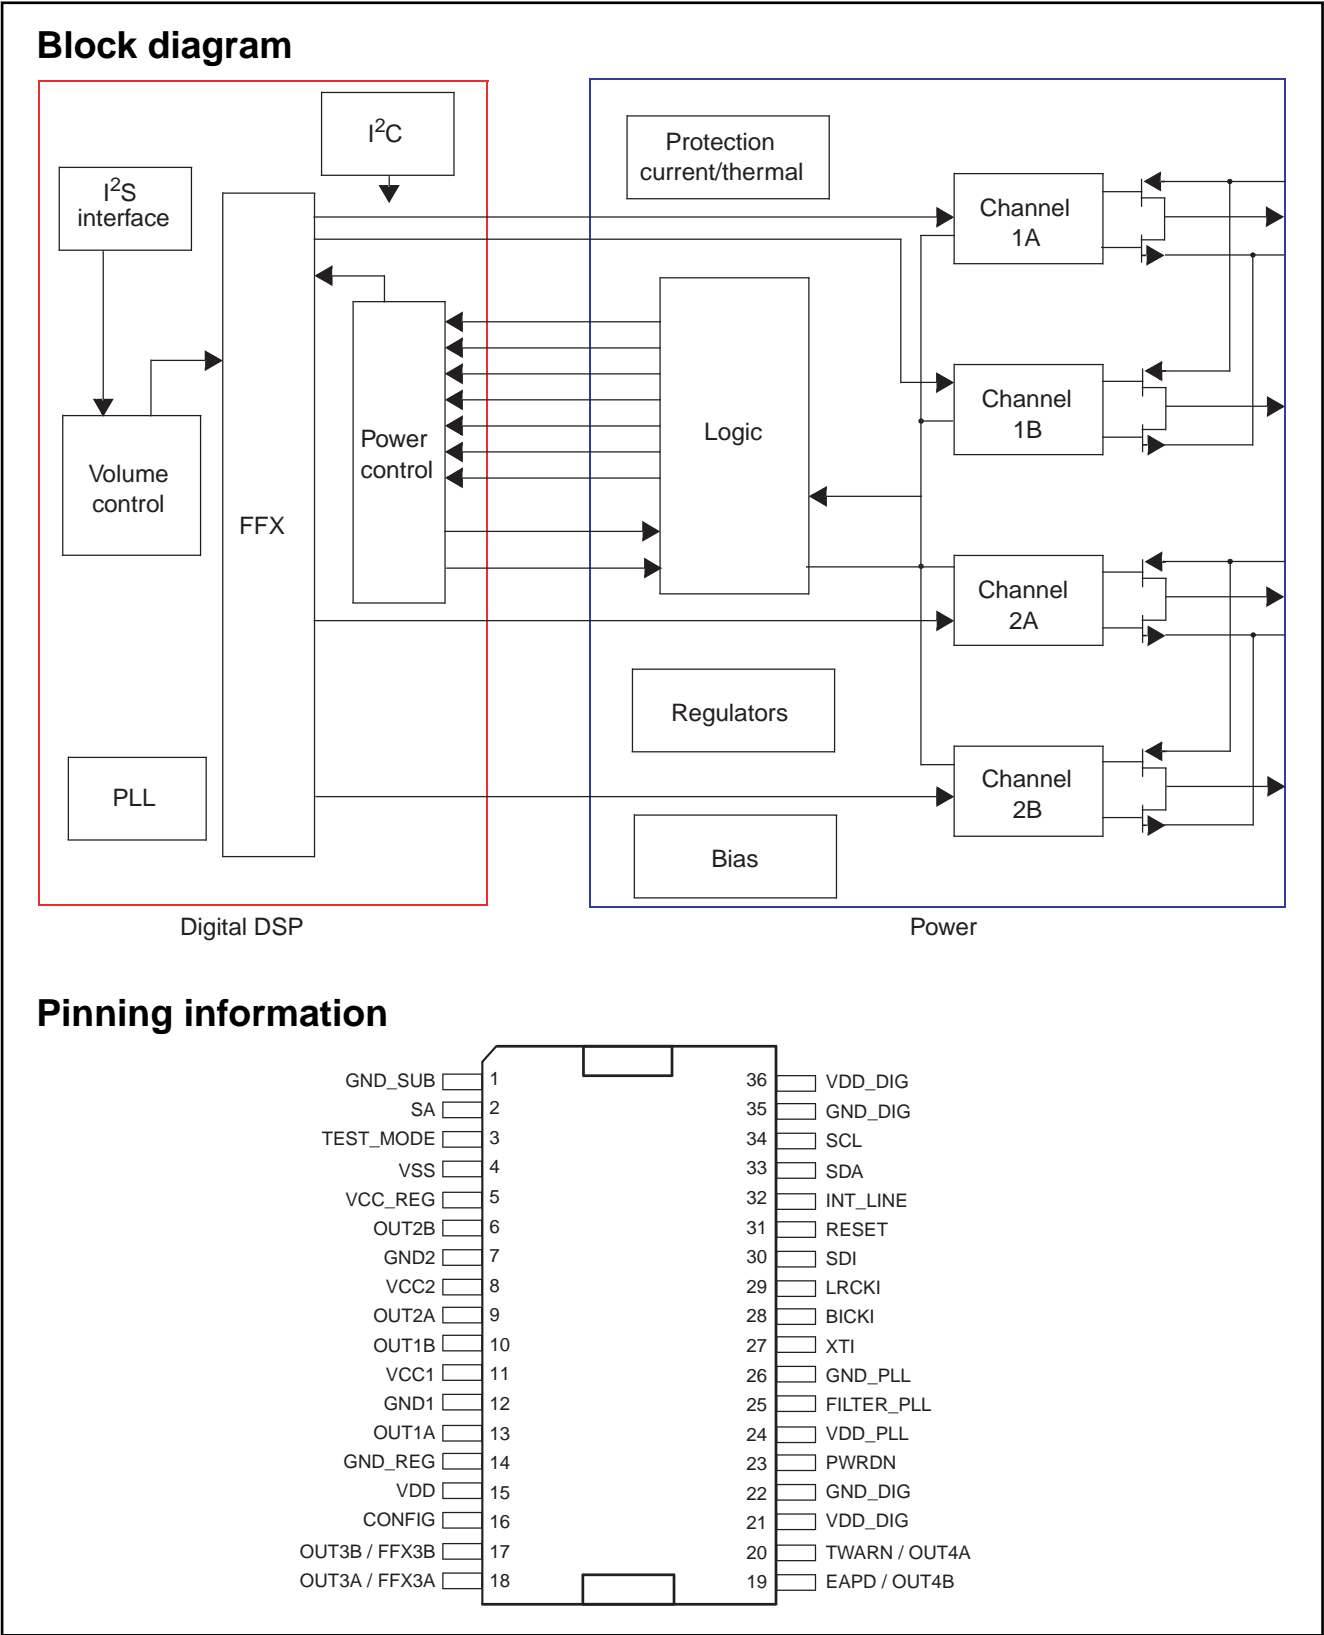 Block diagram
I²C
Protection
current/thermal
I²S
interface
Channel
1A
Channel
1B
Logic
Power
control
Volume
control
FFX
Channel
2A
Regulators
Channel
2B
PLL
Bias
Digital DSP
Power
Pinning information
GND_SUB 1 36 VDD_DIG
SA 2 35 GND_DIG
TEST_MODE 3 34 SCL
VSS 4 33 SDA
VCC_REG 5 32 INT_LINE
OUT2B 6 31 RESET
GND2 7 30 SDI
VCC2 8 29 LRCKI
OUT2A 9 28 BICKI
OUT1B 10 27 XTI
VCC1 11 26 GND_PLL
GND1 12 25 FILTER_PLL
OUT1A 13 24 VDD_PLL
GND_REG 14 23 PWRDN
VDD 15 22 GND_DIG
CONFIG 16 21 VDD_DIG
OUT3B / FFX3B 17 20 TWARN / OUT4A
OUT3A / FFX3A 18 19 EAPD / OUT4B